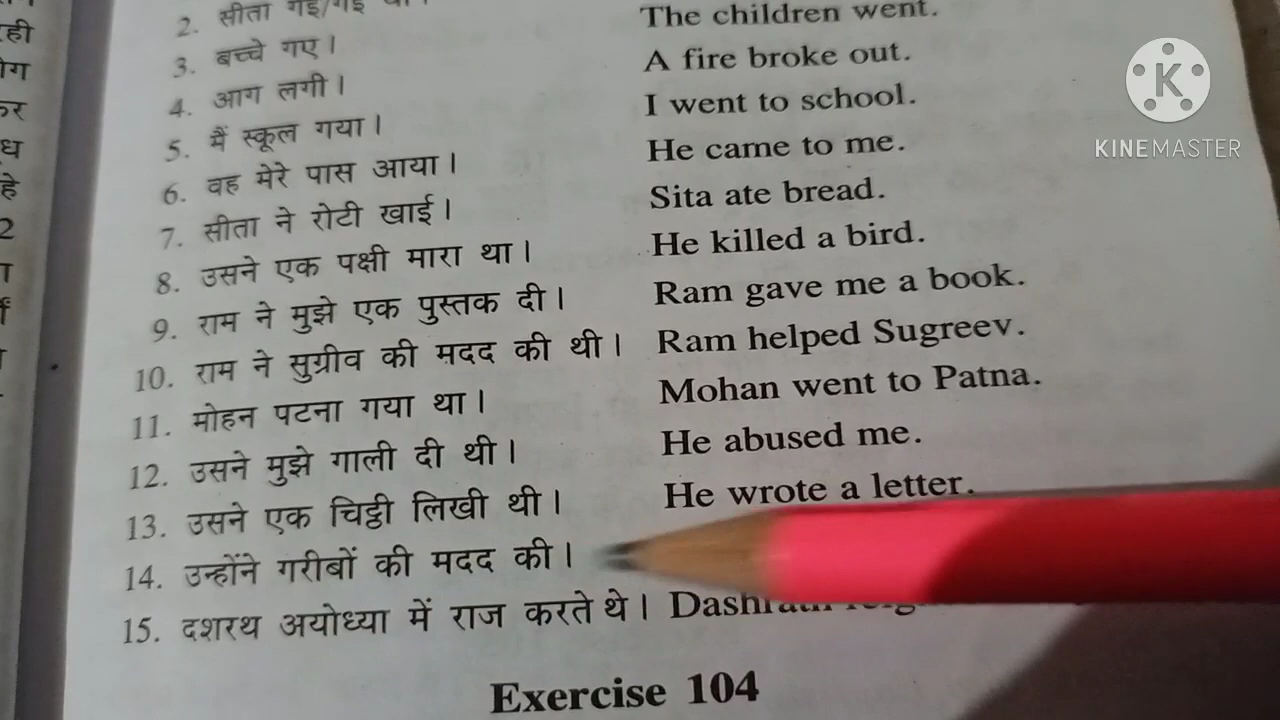 2. सीता गई/गई
The children went.
3. बच्चे गए।
A fire broke out.
4. आग लगी।
I went to school.
5. मैं स्कूल गया।
He came to me.
6. वह मेरे पास आया।
Sita ate bread.
7. सीता ने रोटी खाई।
He killed a bird.
8. उसने एक पक्षी मारा था।
Ram gave me a book.
9. राम ने मुझे एक पुस्तक दी।
Ram helped Sugreev.
10. राम ने सुग्रीव की मदद की थी।
Mohan went to Patna.
11. मोहन पटना गया था।
He abused me.
12. उसने मुझे गाली दी थी।
He wrote a letter.
13. उसने एक चिट्ठी लिखी थी।
14. उन्होंने गरीबों की मदद की।
15. दशरथ अयोध्या में राज करते थे। Dashrath
Exercise 104
K
KINEMASTER